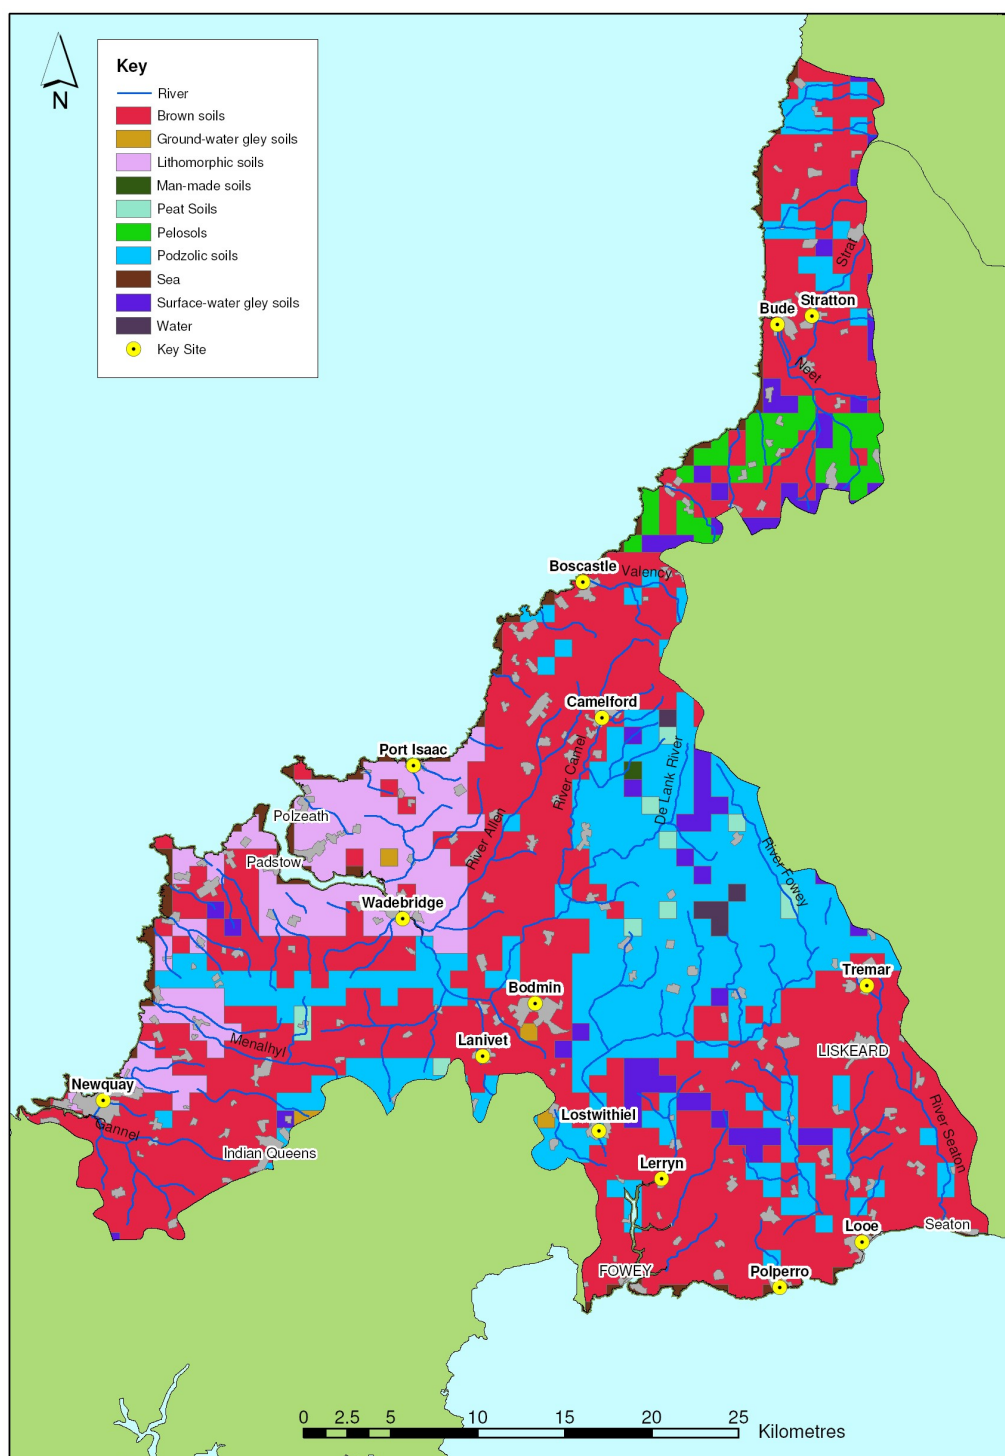 N
Key
River
Brown soils
Ground-water gley soils
Lithomorphic soils
Man-made soils
Peat Soils
Pelosols
Podzolic soils
Sea
Surface-water gley soils
Water
Key Site
Strat
Stratton
Bude
Neet
Boscastle
Valency
Camelford
Port Isaac
River Camel
De Lank River
Polzeath
River Allen
Padstow
River Fowey
Wadebridge
Tremar
Bodmin
Menalhyl
Lanivet
LISKEARD
Newquay
Gannel
Lostwithiel
River Seaton
Indian Queens
Lerryn
Looe
Seaton
FOWEY
Polperro
0 2.5 5 10 15 20 25
Kilometres